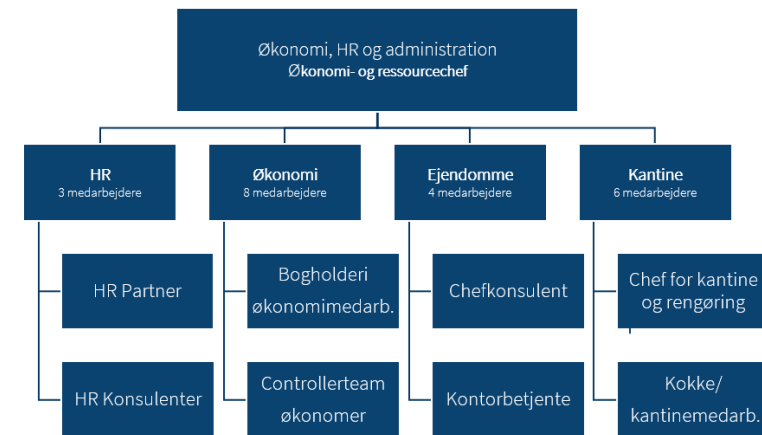 Økonomi, HR og administration
Økonomi- og ressourcechef
HR
3 medarbejdere
Økonomi
8 medarbejdere
Ejendomme
4 medarbejdere
Kantine
6 medarbejdere
HR Partner
Bogholderi
økonomimedarb.
Chefkonsulent
Chef for kantine
og rengøring
HR Konsulenter
Controllerteam
økonomer
Kontorbetjente
Kokke/
kantinemedarb.